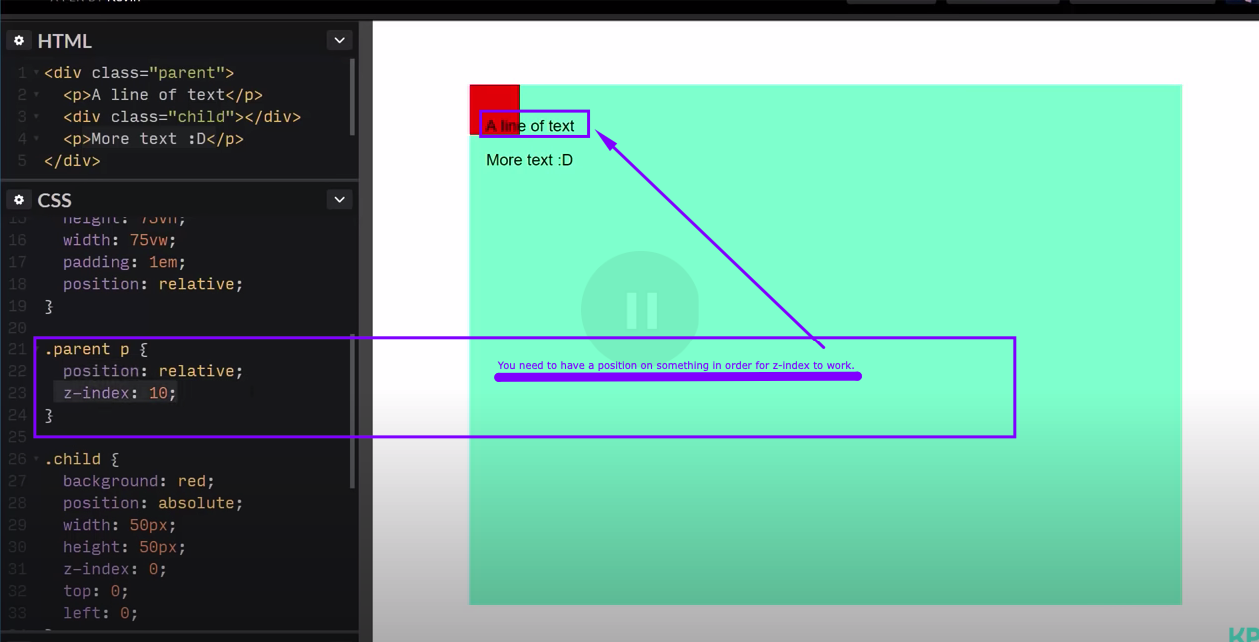 HTML
1 <div class="parent">
2 <p>A line of text</p>
3 <div class="child"></div>
4 <p>More text :D</p>
5 </div>
CSS
15 height: 75vh;
16 width: 75vw;
17 padding: 1em;
18 position: relative;
19 }
20
21 .parent p {
22 position: relative;
23 z-index: 10;
24 }
25
26 .child {
27 background: red;
28 position: absolute;
29 width: 50px;
30 height: 50px;
31 z-index: 0;
32 top: 0;
33 left: 0;
A line of text
More text :D
You need to have a position on something in order for z-index to work.